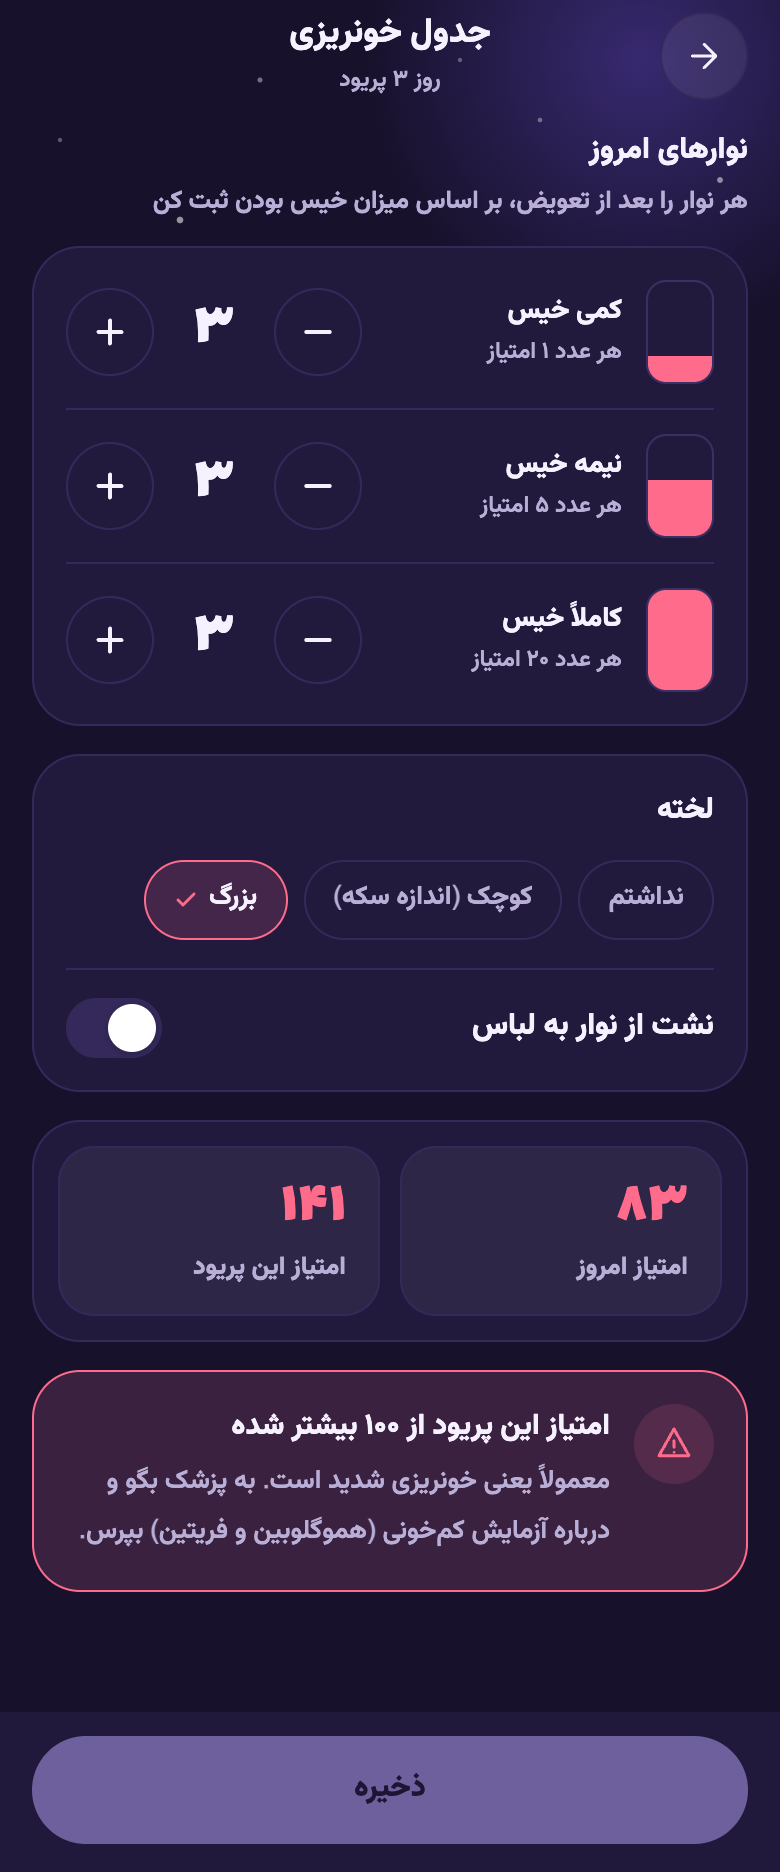 جدول خونریزی
روز ۳ پریود
نوارهای امروز
هر نوار را بعد از تعویض، بر اساس میزان خیس بودن ثبت کن
کمی خیس
هر عدد ۱ امتیاز
۳
نیمه خیس
هر عدد ۵ امتیاز
۳
کاملاً خیس
هر عدد ۲۰ امتیاز
۳
لخته
نداشتم
کوچک (اندازه سکه)
بزرگ
نشت از نوار به لباس
۸۳
امتیاز امروز
۱۴۱
امتیاز این پریود
امتیاز این پریود از ۱۰۰ بیشتر شده
معمولاً یعنی خونریزی شدید است. به پزشک بگو و
درباره آزمایش کم‌خونی (هموگلوبین و فریتین) بپرس.
ذخیره